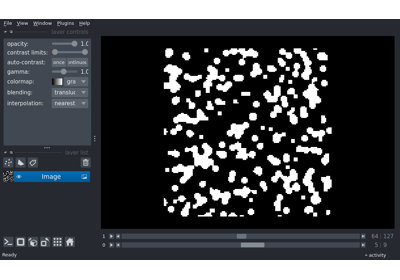 File View Window Plugins Help
layer controls
opacity: 1.0
contrast limits:
auto-contrast: once continuous
gamma: 1.0
colormap: gra
blending: translu
interpolation: nearest
layer list
Image
1 64 127
0 5 9
Ready activity